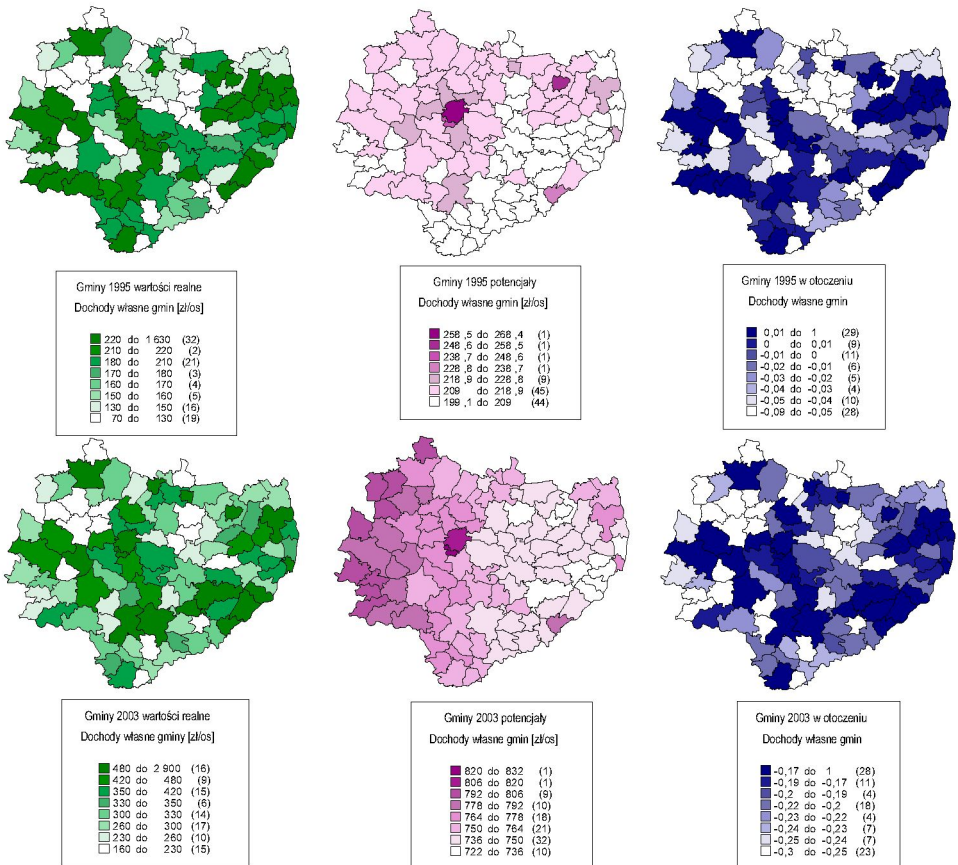 Gminy 1995 wartości realne
Dochody własne gmin [zł/os]
220 do 1 630 (32)
210 do 220 (2)
180 do 210 (21)
170 do 180 (3)
160 do 170 (4)
150 do 160 (5)
130 do 150 (16)
70 do 130 (19)
Gminy 1995 potencjały
Dochody własne gmin [zł/os]
258 ,5 do 268 ,4 (1)
248 ,6 do 258 ,5 (1)
238 ,7 do 248 ,6 (1)
228 ,8 do 238 ,7 (1)
218 ,9 do 228 ,8 (9)
209 do 218 ,9 (45)
199 ,1 do 209 (44)
Gminy 1995 w otoczeniu
Dochody własne gmin
0,01 do 1 (29)
0 do 0,01 (9)
-0,01 do 0 (11)
-0,02 do -0,01 (6)
-0,03 do -0,02 (5)
-0,04 do -0,03 (4)
-0,05 do -0,04 (10)
-0,09 do -0,05 (28)
Gminy 2003 wartości realne
Dochody własne gminy [zł/os]
480 do 2 900 (16)
420 do 480 (9)
350 do 420 (15)
330 do 350 (6)
300 do 330 (14)
260 do 300 (17)
230 do 260 (10)
160 do 230 (15)
Gminy 2003 potencjały
Dochody własne gmin [zł/os]
820 do 832 (1)
806 do 820 (1)
792 do 806 (9)
778 do 792 (10)
764 do 778 (18)
750 do 764 (21)
736 do 750 (32)
722 do 736 (10)
Gminy 2003 w otoczeniu
Dochody własne gmin
-0,17 do 1 (28)
-0,19 do -0,17 (11)
-0,2 do -0,19 (4)
-0,22 do -0,2 (18)
-0,23 do -0,22 (4)
-0,24 do -0,23 (7)
-0,25 do -0,24 (7)
-0,3 do -0,25 (23)